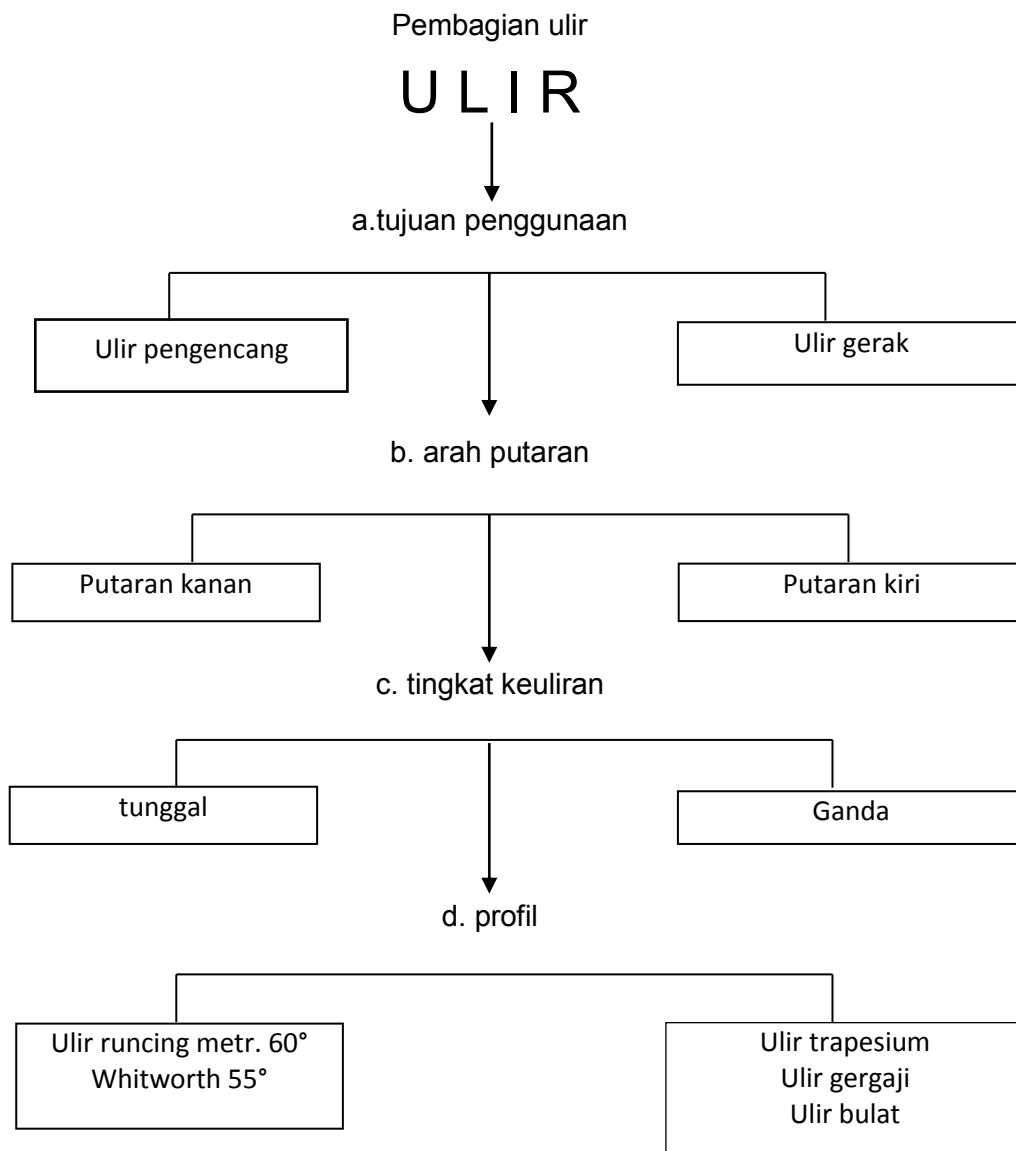 Pembagian ulir
U L I R
a.tujuan penggunaan
Ulir pengencang
Ulir gerak
b. arah putaran
Putaran kanan
Putaran kiri
c. tingkat keuliran
tunggal
Ganda
d. profil
Ulir runcing metr. 60°
Whitworth 55°
Ulir trapesium
Ulir gergaji
Ulir bulat